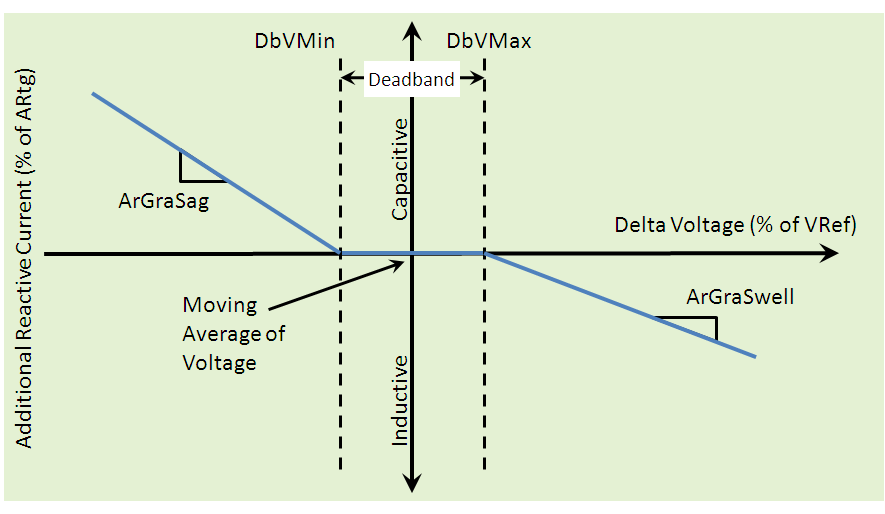 DbVMin
DbVMax
Deadband
Additional Reactive Current (% of ARtg)
Capacitive
ArGraSag
Delta Voltage (% of VRef)
Moving
Average of
Voltage
ArGraSwell
Inductive